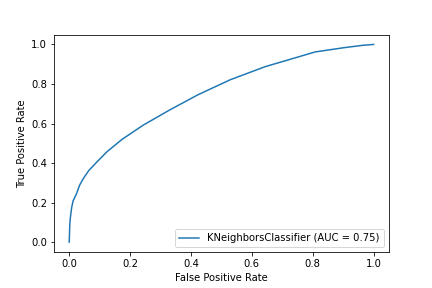 1.0
0.8
0.6
0.4
0.2
0.0
True Positive Rate
KNeighborsClassifier (AUC = 0.75)
0.0 0.2 0.4 0.6 0.8 1.0
False Positive Rate